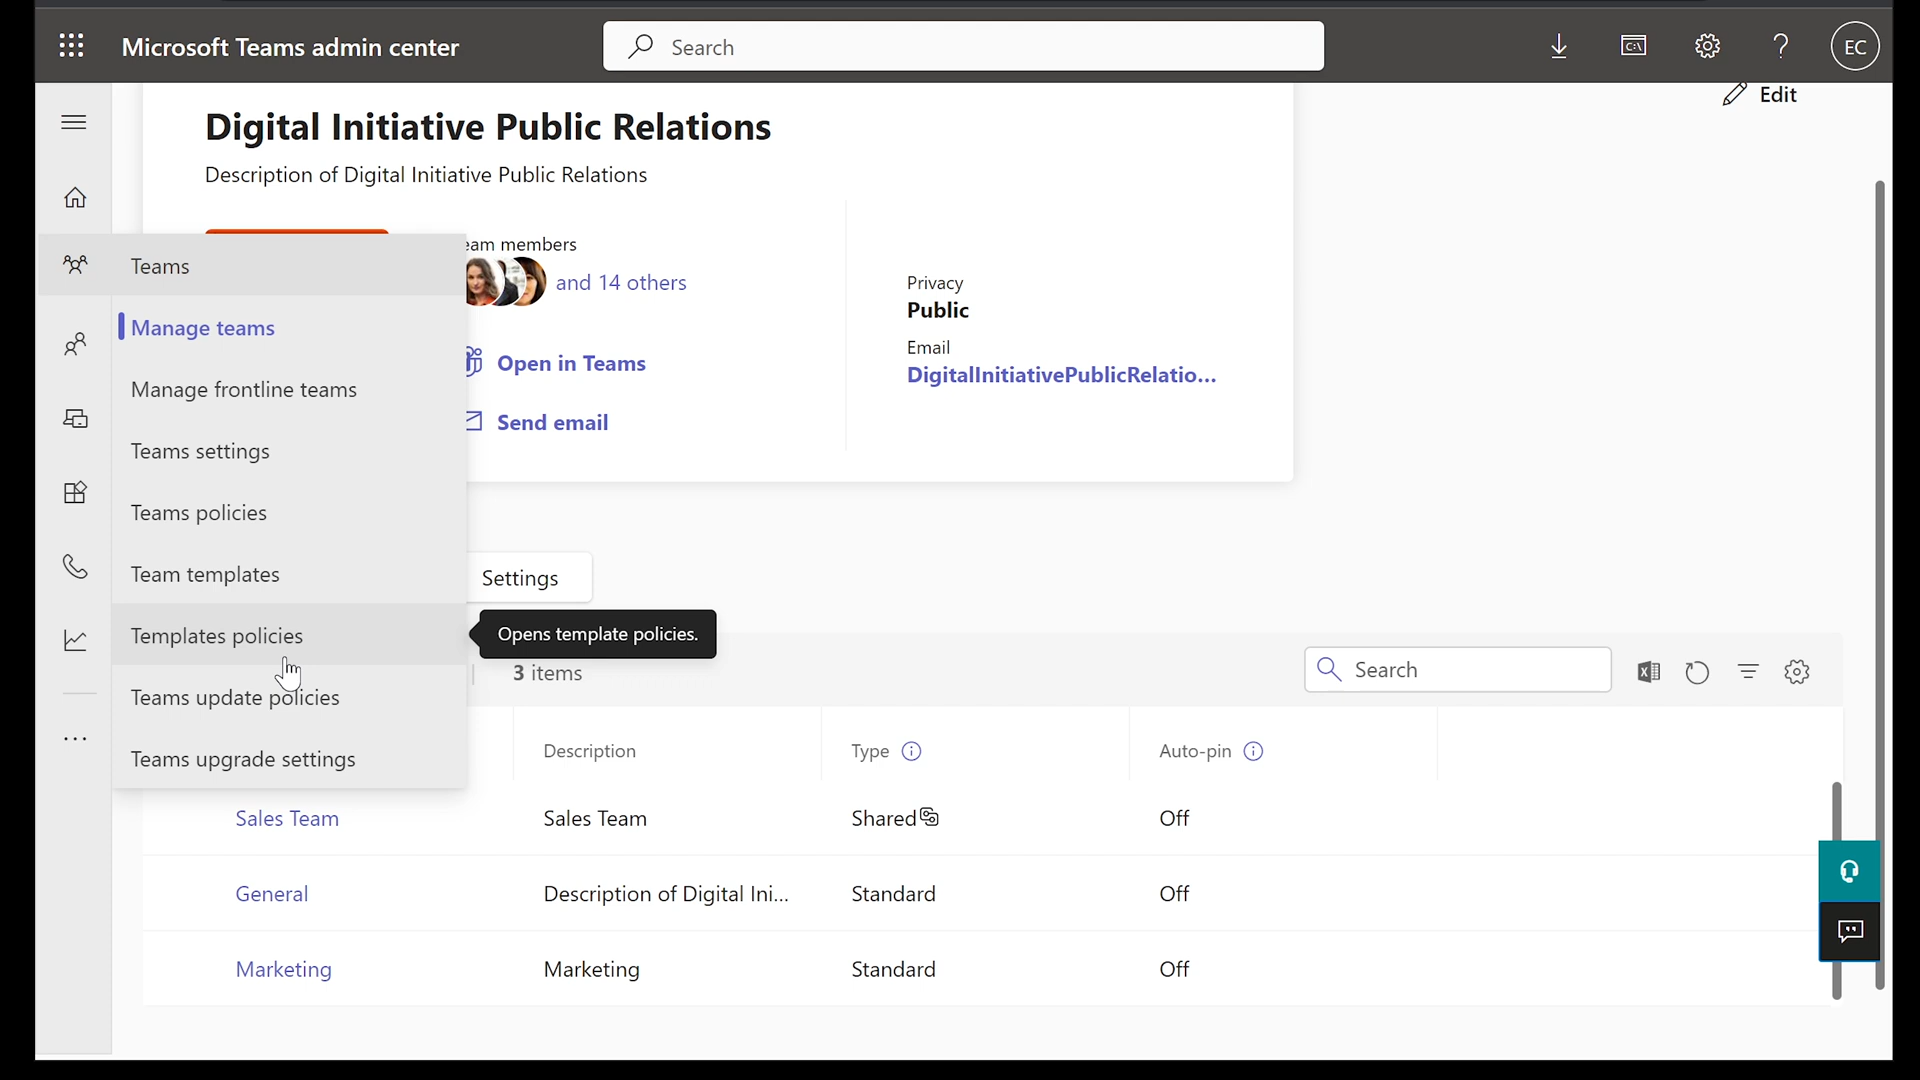 Microsoft Teams admin center
Search
EC
Edit
Digital Initiative Public Relations
Description of Digital Initiative Public Relations
Teams
Manage teams
Manage frontline teams
Teams settings
Teams policies
Team templates
Templates policies
Teams update policies
Teams upgrade settings
eam members
and 14 others
Open in Teams
Send email
Privacy
Public
Email
DigitalInitiativePublicRelatio...
Settings
Opens template policies.
3 items
Search
Description Type Auto-pin
Sales Team Sales Team Shared Off
General Description of Digital Ini... Standard Off
Marketing Marketing Standard Off